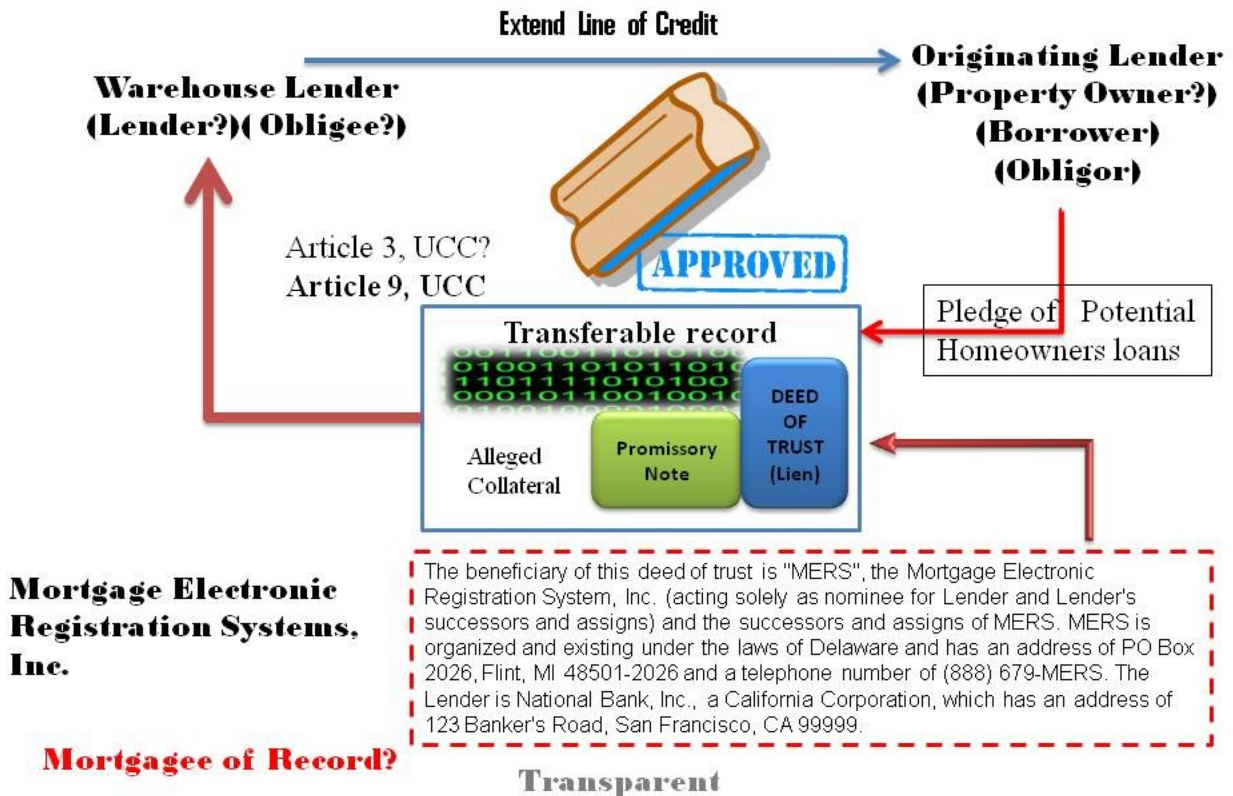 Extend Line of Credit
Warehouse Lender
(Lender?)( Obligee?)
Originating Lender
(Property Owner?)
(Borrower)
(Obligor)
Article 3, UCC?
Article 9, UCC
APPROVED
Pledge of Potential
Homeowners loans
Transferable record
010011010110110
110111101010100
000101100100110
Alleged
Collateral
Promissory
Note
DEED
OF
TRUST
(Lien)
Mortgage Electronic
Registration Systems,
Inc.
The beneficiary of this deed of trust is "MERS", the Mortgage Electronic
Registration System, Inc. (acting solely as nominee for Lender and Lender's
successors and assigns) and the successors and assigns of MERS. MERS is
organized and existing under the laws of Delaware and has an address of PO Box
2026, Flint, MI 48501-2026 and a telephone number of (888) 679-MERS. The
Lender is National Bank, Inc., a California Corporation, which has an address of
123 Banker's Road, San Francisco, CA 99999.
Mortgagee of Record?
Transparent